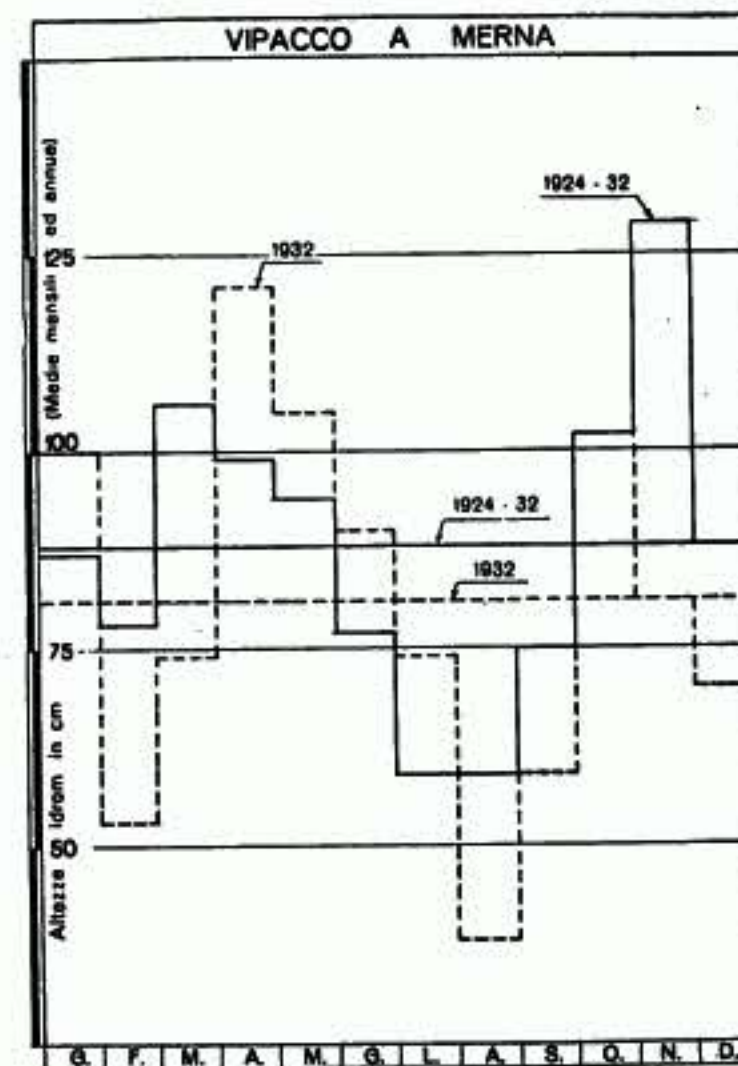 VIPACCO A MERNA
Altezze idrom in cm (Medie mensili ed annua)
1924 - 32
125
1932
100
1924 - 32
1932
75
50
G. F. M. A. M. G. L. A. S. O. N. D.